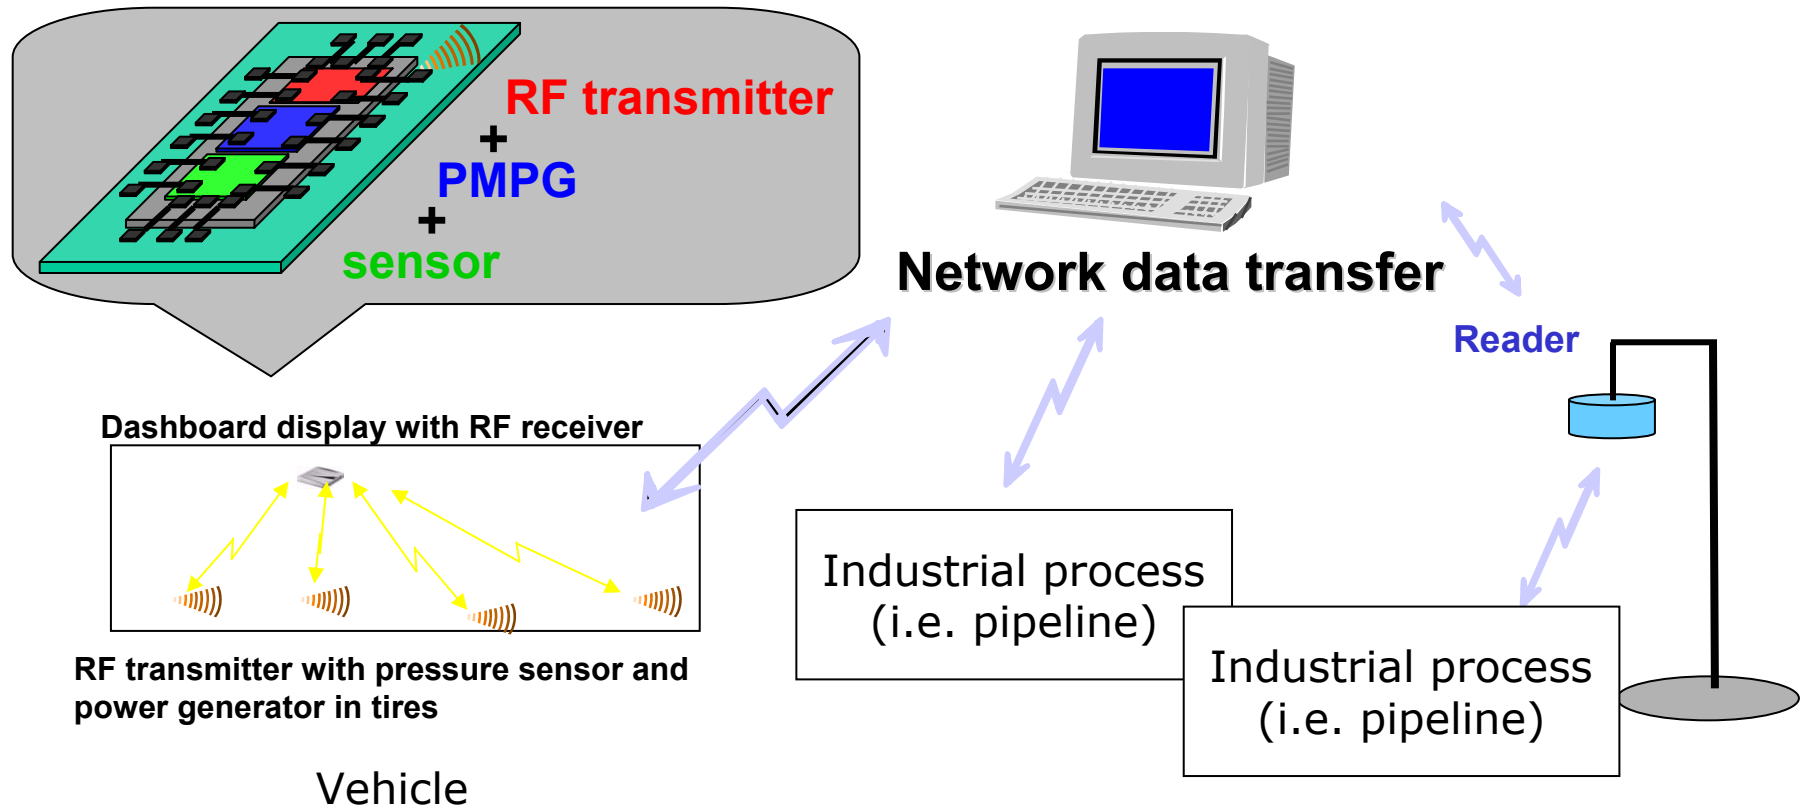 RF transmitter
+
PMPG
+
sensor
Network data transfer
Reader
Dashboard display with RF receiver
RF transmitter with pressure sensor and
power generator in tires
Vehicle
Industrial process
(i.e. pipeline)
Industrial process
(i.e. pipeline)